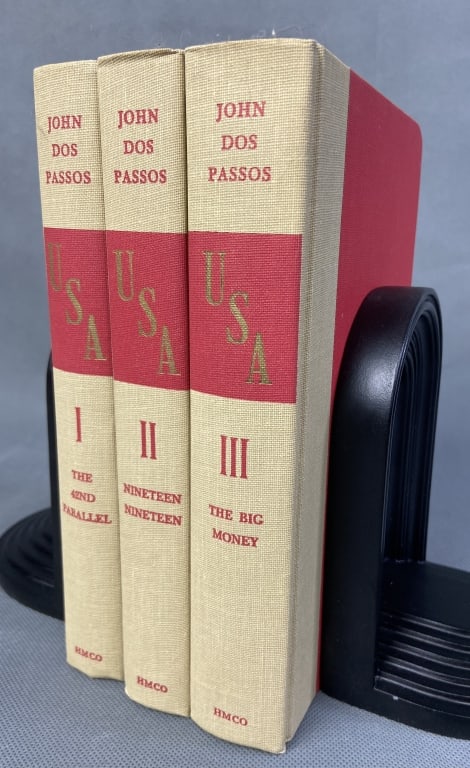 JOHN
DOS
PASSOS
U
S
A
I
THE
42ND
PARALLEL
HMCO
JOHN
DOS
PASSOS
U
S
A
II
NINETEEN
NINETEEN
HMCO
JOHN
DOS
PASSOS
U
S
A
III
THE BIG
MONEY
HMCO